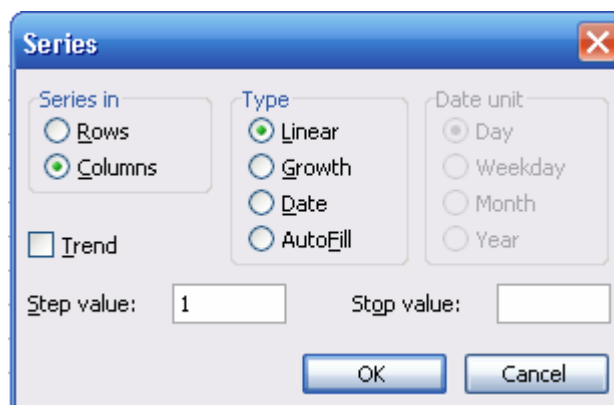 Series
Series in
Rows
Columns
Trend
Type
Linear
Growth
Date
AutoFill
Date unit
Day
Weekday
Month
Year
Step value: 1
Stop value:
OK
Cancel